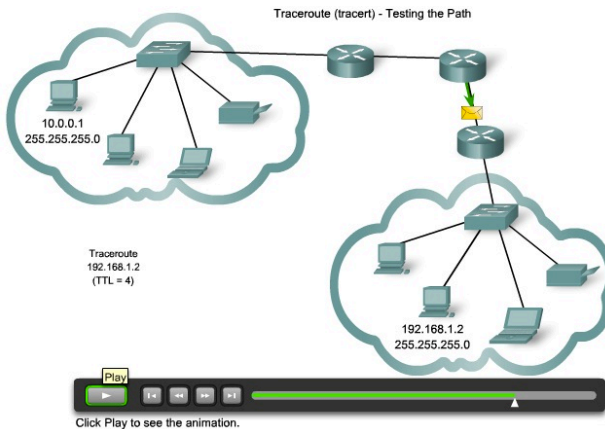 Traceroute (tracert) - Testing the Path
10.0.0.1
255.255.255.0
Traceroute
192.168.1.2
(TTL = 4)
192.168.1.2
255.255.255.0
Play
Click Play to see the animation.